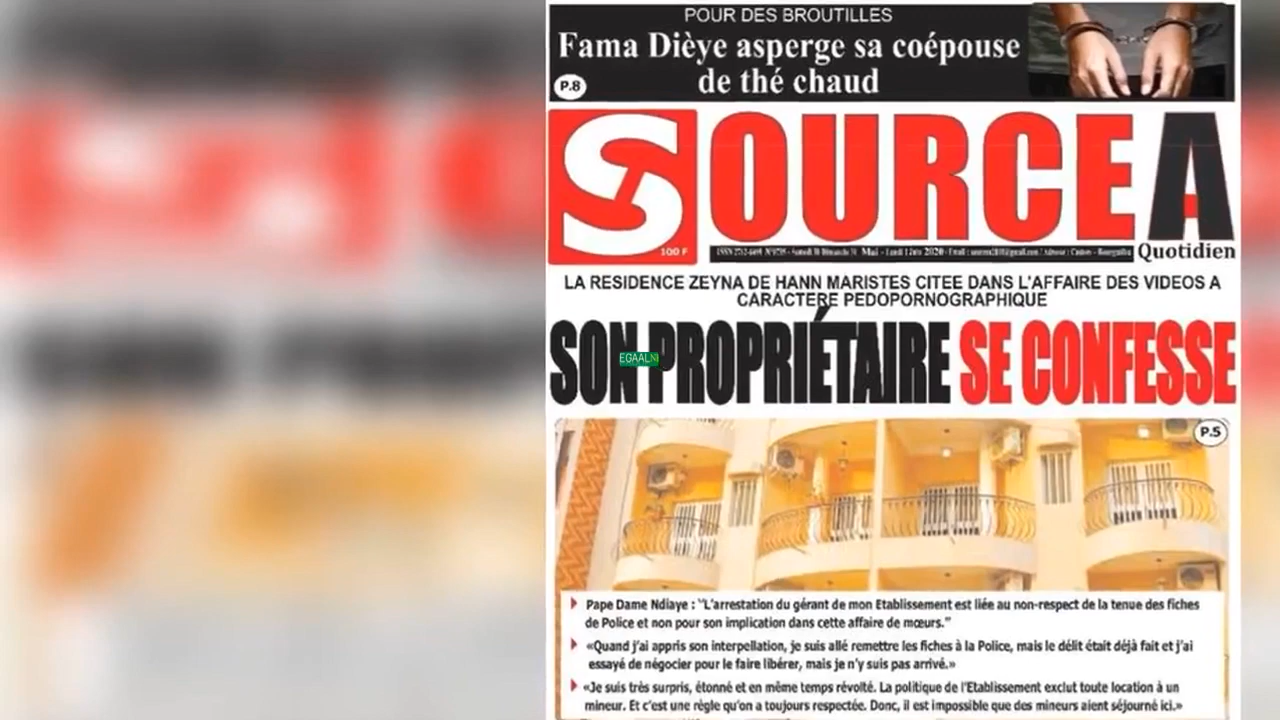 POUR DES BROUTILLES
Fama Dièye asperge sa coépouse
de thé chaud
P.8
SOURCE A
100 F
Mai - Lundi 1 Juin 2020
Quotidien
LA RESIDENCE ZEYNA DE HANN MARISTES CITEE DANS L'AFFAIRE DES VIDEOS A
CARACTERE PEDOPORNOGRAPHIQUE
SON PROPRIÉTAIRE SE CONFESSE
EGAALNI
P.5
Pape Dame Ndiaye : "L'arrestation du gérant de mon Etablissement est liée au non-respect de la tenue des fiches
de Police et non pour son implication dans cette affaire de mœurs."
«Quand j'ai appris son interpellation, je suis allé remettre les fiches à la Police, mais le délit était déjà fait et j'ai
essayé de négocier pour le faire libérer, mais je n'y suis pas arrivé.»
«Je suis très surpris, étonné et en même temps révolté. La politique de l'Etablissement exclut toute location à un
mineur. Et c'est une règle qu'on a toujours respectée. Donc, il est impossible que des mineurs aient séjourné ici.»